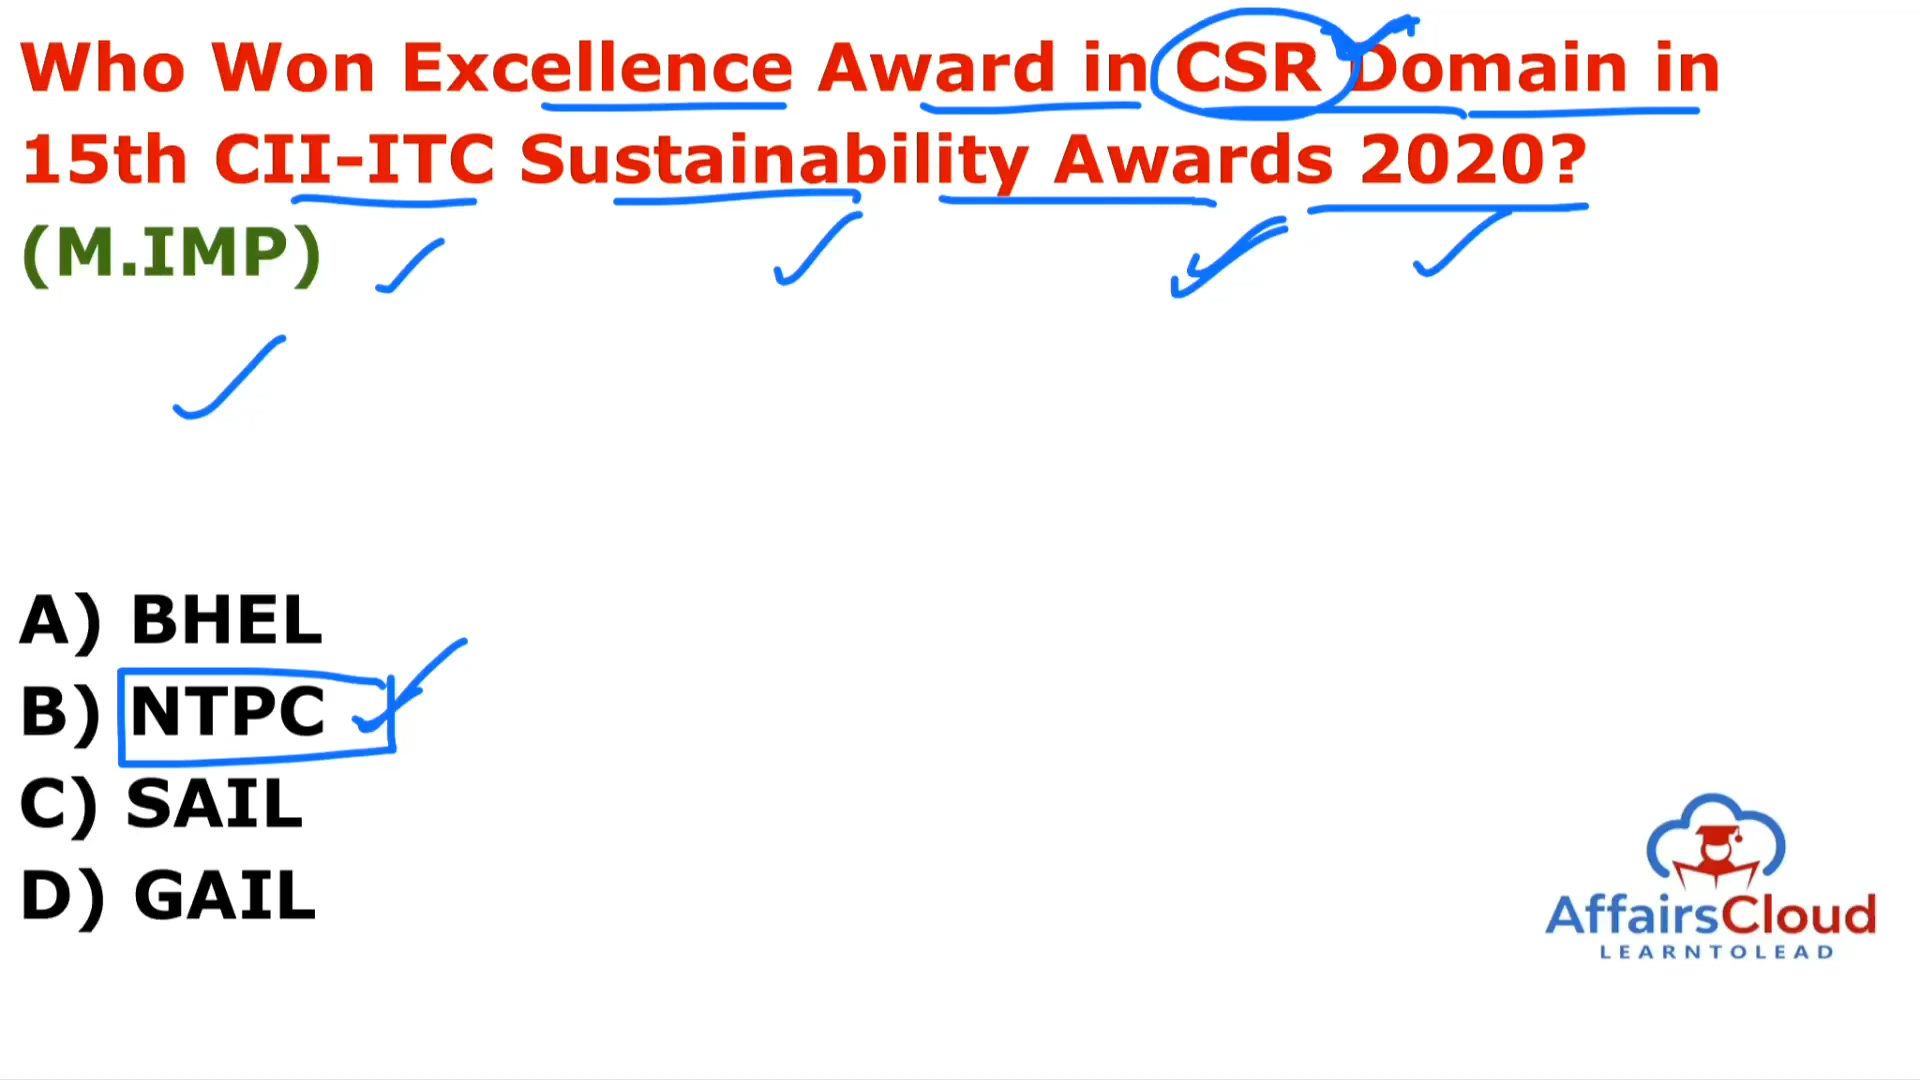 Who Won Excellence Award in CSR Domain in
15th CII-ITC Sustainability Awards 2020?
(M.IMP)
A) BHEL
B) NTPC
C) SAIL
D) GAIL
AffairsCloud
LEARNTOLEAD